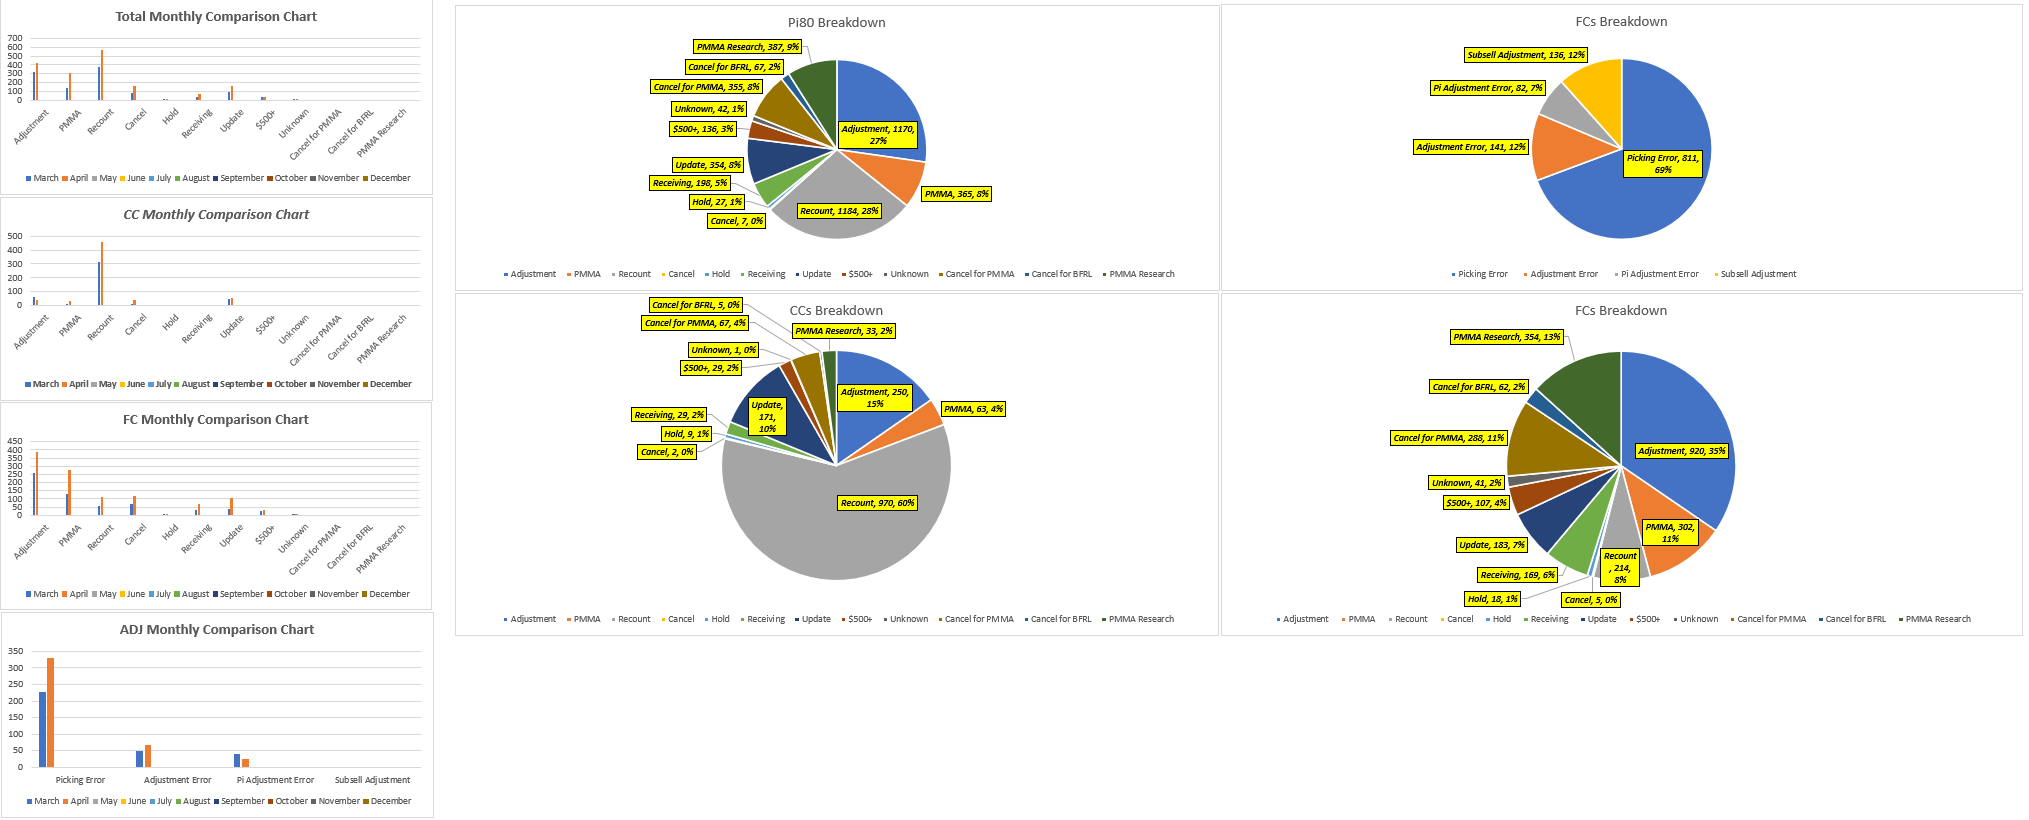 Total Monthly Comparison Chart
700
600
500
400
300
200
100
0
Adjustment
PMMA
Recount
Cancel
Hold
Receiving
Update
$500+
Unknown
Cancel for PMMA
Cancel for BFRL
PMMA Research
March April May June July August September October November December
CC Monthly Comparison Chart
500
400
300
200
100
0
Adjustment
PMMA
Recount
Cancel
Hold
Receiving
Update
$500+
Unknown
Cancel for PMMA
Cancel for BFRL
PMMA Research
March April May June July August September October November December
FC Monthly Comparison Chart
450
400
350
300
250
200
150
100
50
0
Adjustment
PMMA
Recount
Cancel
Hold
Receiving
Update
$500+
Unknown
Cancel for PMMA
Cancel for BFRL
PMMA Research
March April May June July August September October November December
ADJ Monthly Comparison Chart
350
300
250
200
150
100
50
0
Picking Error
Adjustment Error
Pi Adjustment Error
Subsell Adjustment
March April May June July August September October November December
Pi80 Breakdown
PMMA Research, 387, 9%
Cancel for BFRL, 67, 2%
Cancel for PMMA, 355, 8%
Unknown, 42, 1%
$500+, 136, 3%
Adjustment, 1170,
27%
Update, 354, 8%
Receiving, 198, 5%
PMMA, 365, 8%
Hold, 27, 1%
Recount, 1184, 28%
Cancel, 7, 0%
Adjustment PMMA Recount Cancel Hold Receiving Update $500+ Unknown Cancel for PMMA Cancel for BFRL PMMA Research
FCs Breakdown
Subsell Adjustment, 136, 12%
Pi Adjustment Error, 82, 7%
Adjustment Error, 141, 12%
Picking Error, 811,
69%
Picking Error Adjustment Error Pi Adjustment Error Subsell Adjustment
CCs Breakdown
Cancel for BFRL, 5, 0%
Cancel for PMMA, 67, 4%
PMMA Research, 33, 2%
Unknown, 1, 0%
$500+, 29, 2%
Adjustment, 250,
15%
Update,
171,
10%
PMMA, 63, 4%
Receiving, 29, 2%
Hold, 9, 1%
Cancel, 2, 0%
Recount, 970, 60%
Adjustment PMMA Recount Cancel Hold Receiving Update $500+ Unknown Cancel for PMMA Cancel for BFRL PMMA Research
FCs Breakdown
PMMA Research, 354, 13%
Cancel for BFRL, 62, 2%
Cancel for PMMA, 288, 11%
Adjustment, 920, 35%
Unknown, 41, 2%
$500+, 107, 4%
PMMA, 302,
11%
Update, 183, 7%
Recount
, 214,
8%
Receiving, 169, 6%
Hold, 18, 1%
Cancel, 5, 0%
Adjustment PMMA Recount Cancel Hold Receiving Update $500+ Unknown Cancel for PMMA Cancel for BFRL PMMA Research